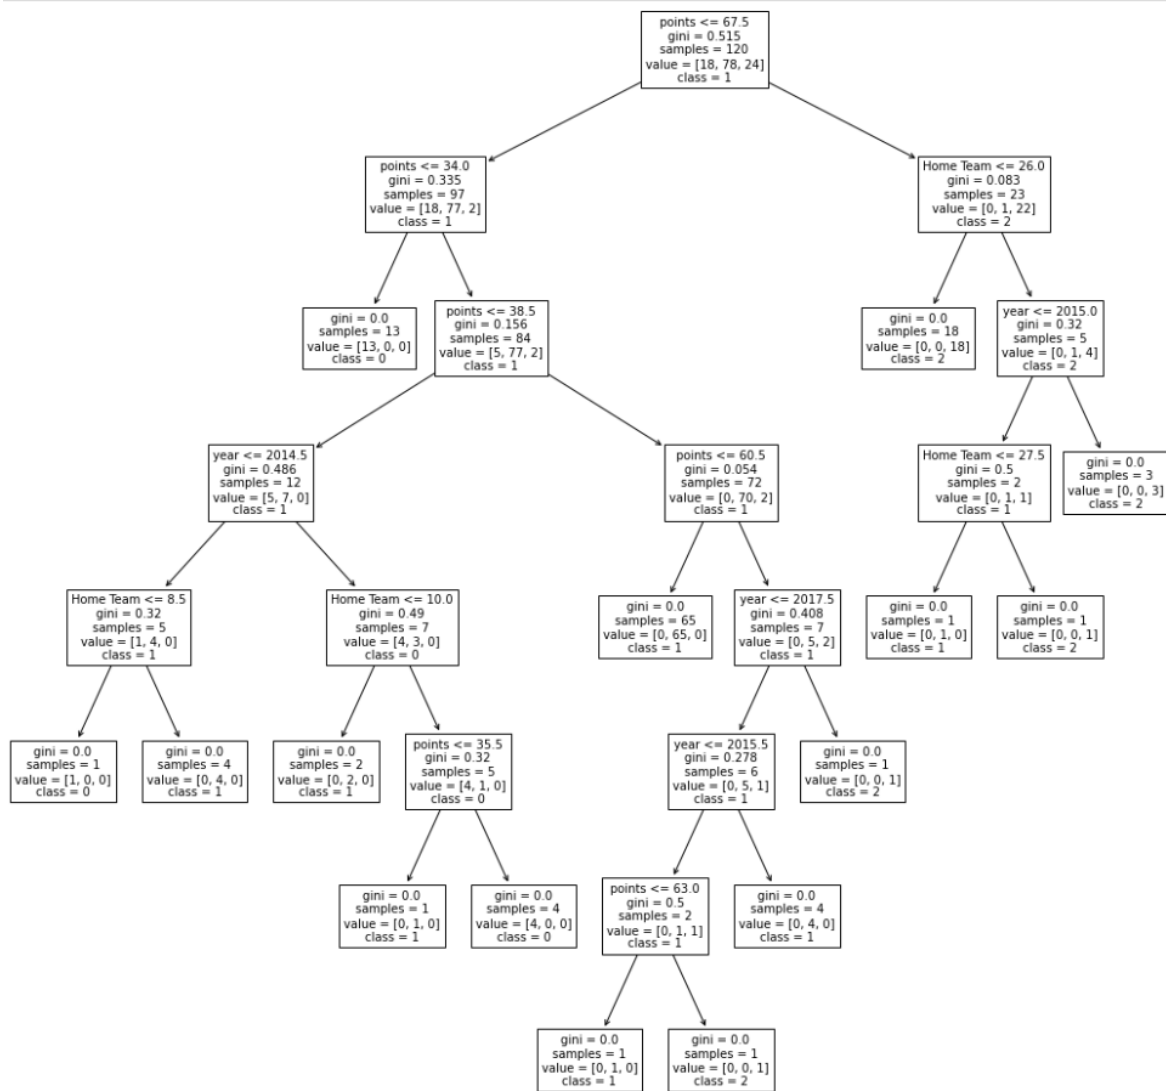 points <= 67.5
gini = 0.515
samples = 120
value = [18, 78, 24]
class = 1
points <= 34.0
gini = 0.335
samples = 97
value = [18, 77, 2]
class = 1
Home Team <= 26.0
gini = 0.083
samples = 23
value = [0, 1, 22]
class = 2
gini = 0.0
samples = 13
value = [13, 0, 0]
class = 0
points <= 38.5
gini = 0.156
samples = 84
value = [5, 77, 2]
class = 1
gini = 0.0
samples = 18
value = [0, 0, 18]
class = 2
year <= 2015.0
gini = 0.32
samples = 5
value = [0, 1, 4]
class = 2
year <= 2014.5
gini = 0.486
samples = 12
value = [5, 7, 0]
class = 1
points <= 60.5
gini = 0.054
samples = 72
value = [0, 70, 2]
class = 1
Home Team <= 27.5
gini = 0.5
samples = 2
value = [0, 1, 1]
class = 1
gini = 0.0
samples = 3
value = [0, 0, 3]
class = 2
Home Team <= 8.5
gini = 0.32
samples = 5
value = [1, 4, 0]
class = 1
Home Team <= 10.0
gini = 0.49
samples = 7
value = [4, 3, 0]
class = 0
gini = 0.0
samples = 65
value = [0, 65, 0]
class = 1
year <= 2017.5
gini = 0.408
samples = 7
value = [0, 5, 2]
class = 1
gini = 0.0
samples = 1
value = [0, 1, 0]
class = 1
gini = 0.0
samples = 1
value = [0, 0, 1]
class = 2
gini = 0.0
samples = 1
value = [1, 0, 0]
class = 0
gini = 0.0
samples = 4
value = [0, 4, 0]
class = 1
gini = 0.0
samples = 2
value = [0, 2, 0]
class = 1
points <= 35.5
gini = 0.32
samples = 5
value = [4, 1, 0]
class = 0
year <= 2015.5
gini = 0.278
samples = 6
value = [0, 5, 1]
class = 1
gini = 0.0
samples = 1
value = [0, 0, 1]
class = 2
gini = 0.0
samples = 1
value = [0, 1, 0]
class = 1
gini = 0.0
samples = 4
value = [4, 0, 0]
class = 0
points <= 63.0
gini = 0.5
samples = 2
value = [0, 1, 1]
class = 1
gini = 0.0
samples = 4
value = [0, 4, 0]
class = 1
gini = 0.0
samples = 1
value = [0, 1, 0]
class = 1
gini = 0.0
samples = 1
value = [0, 0, 1]
class = 2